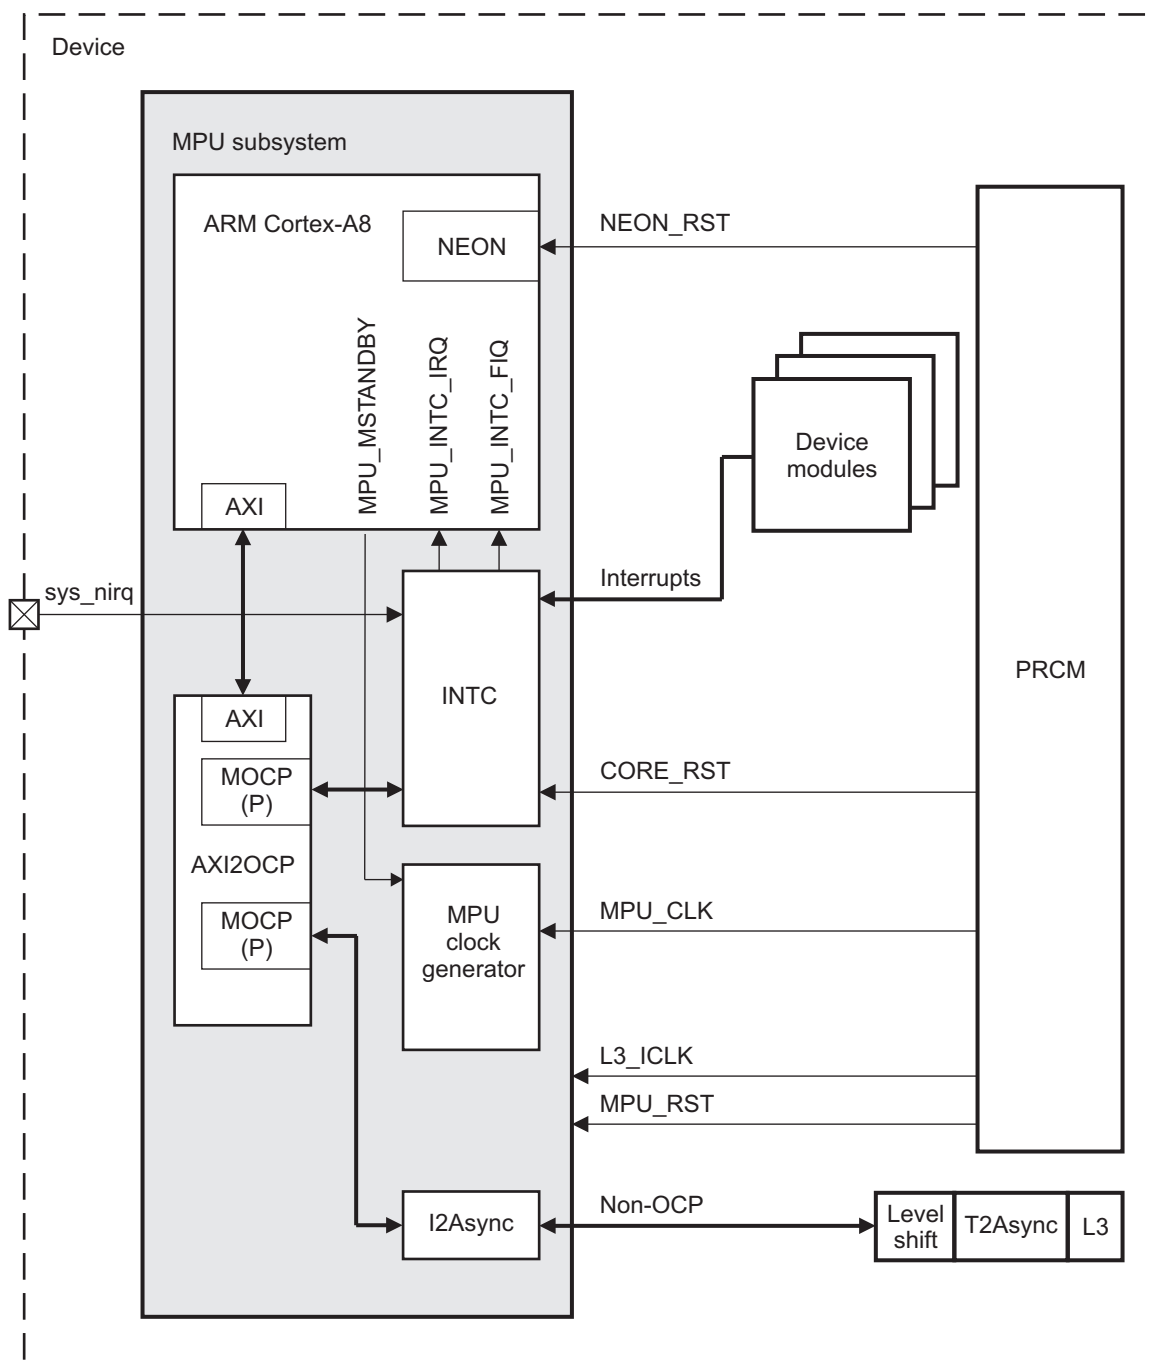 Device
MPU subsystem
ARM Cortex-A8
NEON
NEON_RST
MPU_MSTANDBY
MPU_INTC_IRQ
MPU_INTC_FIQ
Device
modules
AXI
sys_nirq
Interrupts
INTC
PRCM
AXI
MOCP
(P)
CORE_RST
AXI2OCP
MOCP
(P)
MPU
clock
generator
MPU_CLK
L3_ICLK
MPU_RST
I2Async
Non-OCP
Level
shift
T2Async
L3